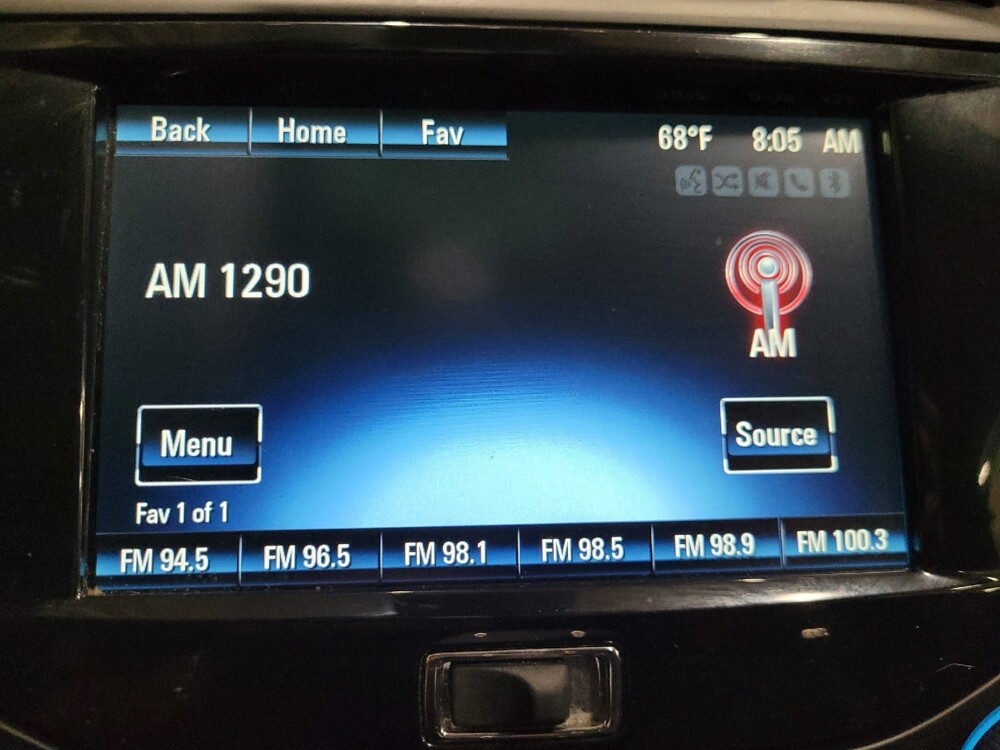 Back Home Fav 68°F 8:05 AM
AM 1290
AM
Menu Source
Fav 1 of 1
FM 94.5 FM 96.5 FM 98.1 FM 98.5 FM 98.9 FM 100.3